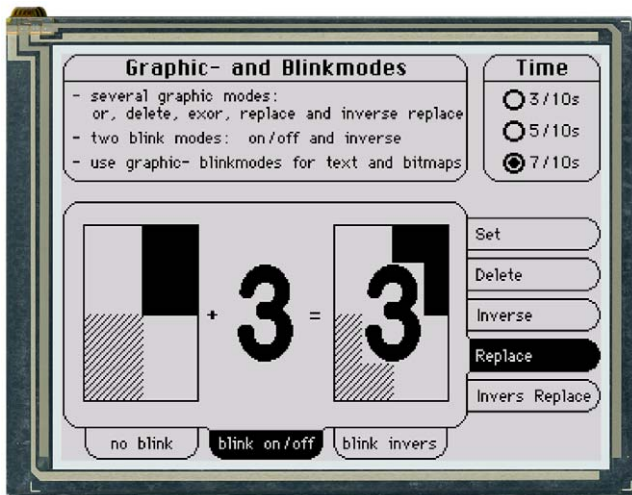 Graphic- and Blinkmodes
- several graphic modes:
or, delete, exor, replace and inverse replace
- two blink modes: on/off and inverse
- use graphic- blinkmodes for text and bitmaps
Time
3/10s
5/10s
7/10s
+ 3 = 3
Set
Delete
Inverse
Replace
Invers Replace
no blink
blink on/off
blink invers